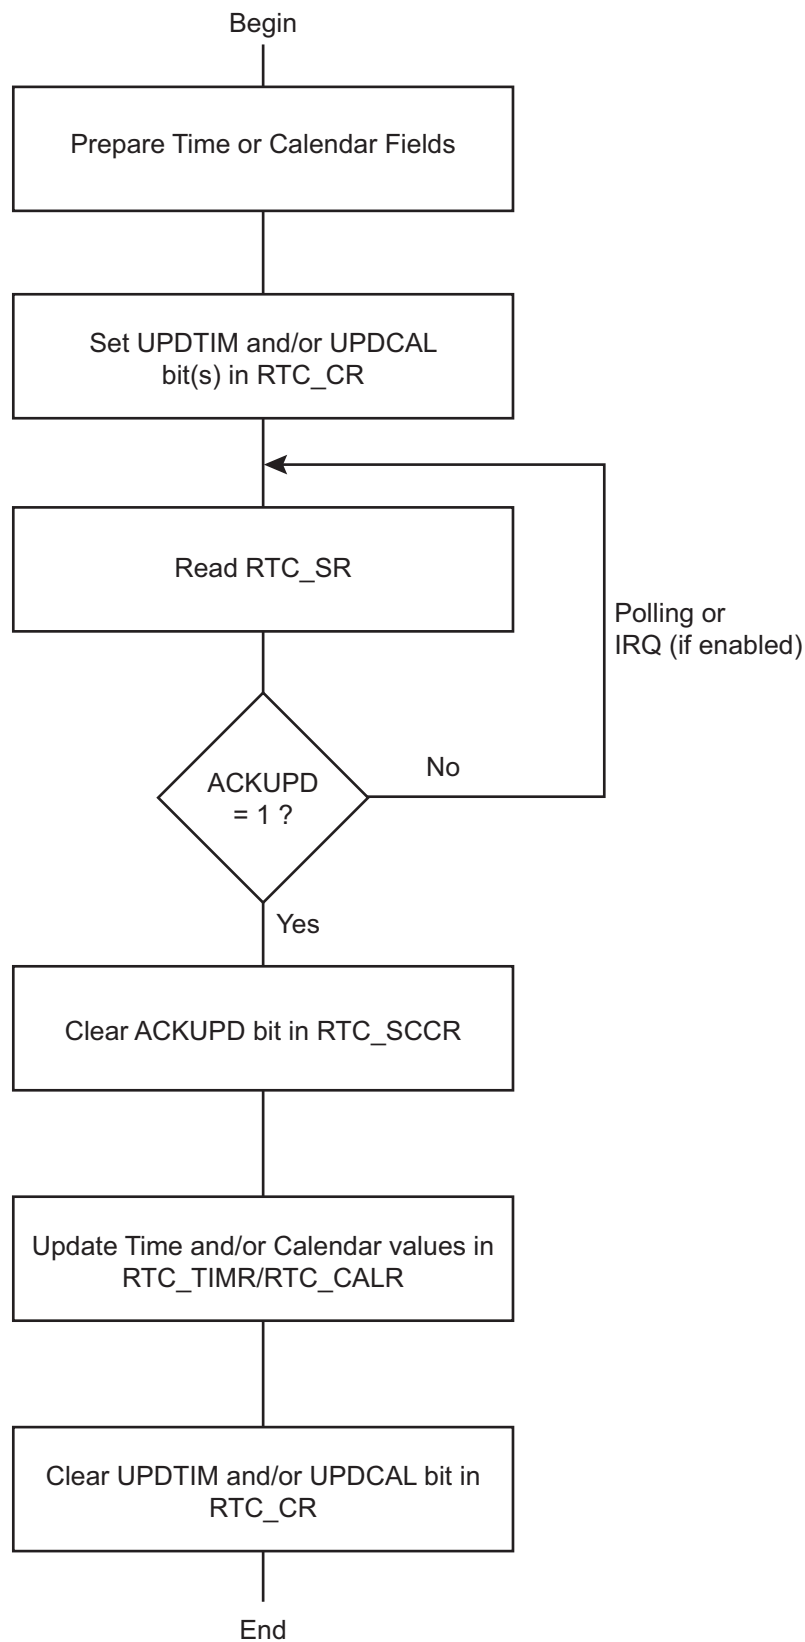 Begin
Prepare Time or Calendar Fields
Set UPDTIM and/or UPDCAL
bit(s) in RTC_CR
Read RTC_SR
Polling or
IRQ (if enabled)
ACKUPD
= 1 ?
No
Yes
Clear ACKUPD bit in RTC_SCCR
Update Time and/or Calendar values in
RTC_TIMR/RTC_CALR
Clear UPDTIM and/or UPDCAL bit in
RTC_CR
End